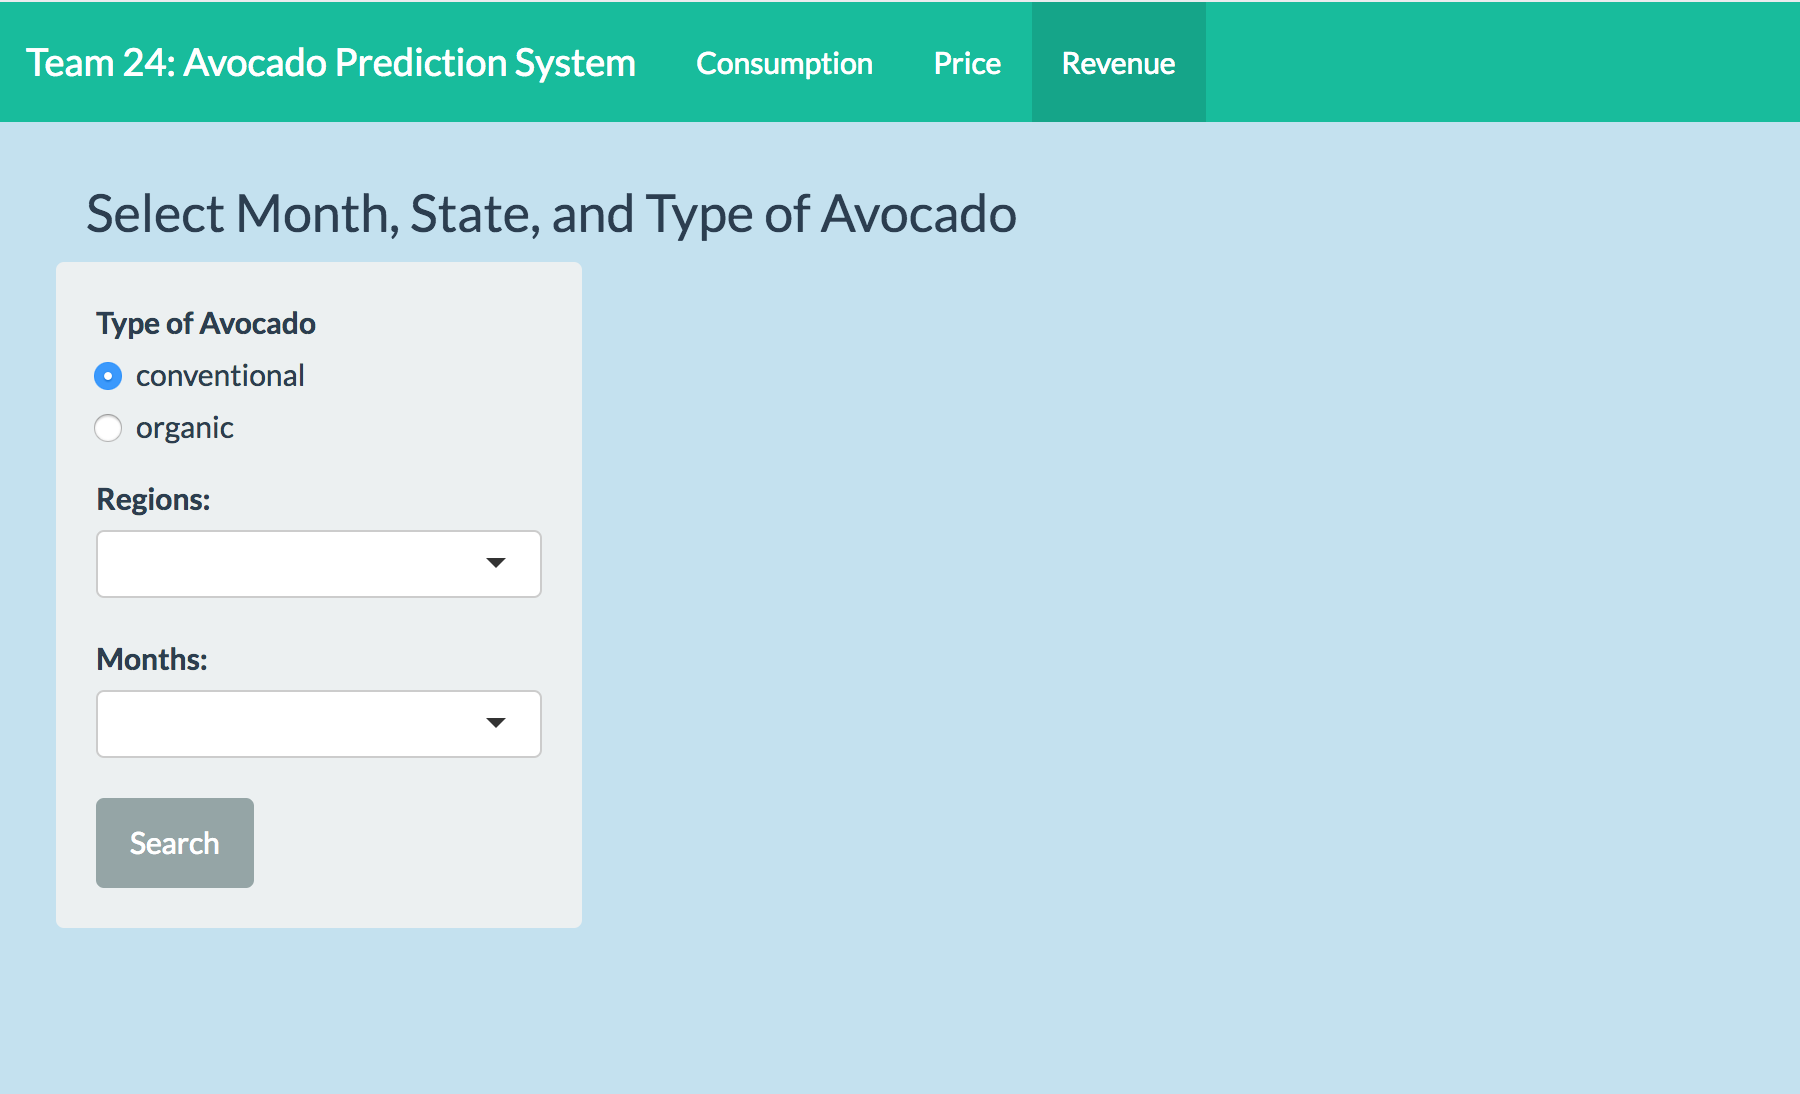 Team 24: Avocado Prediction System Consumption Price Revenue
Select Month, State, and Type of Avocado
Type of Avocado
conventional
organic
Regions:
Months:
Search